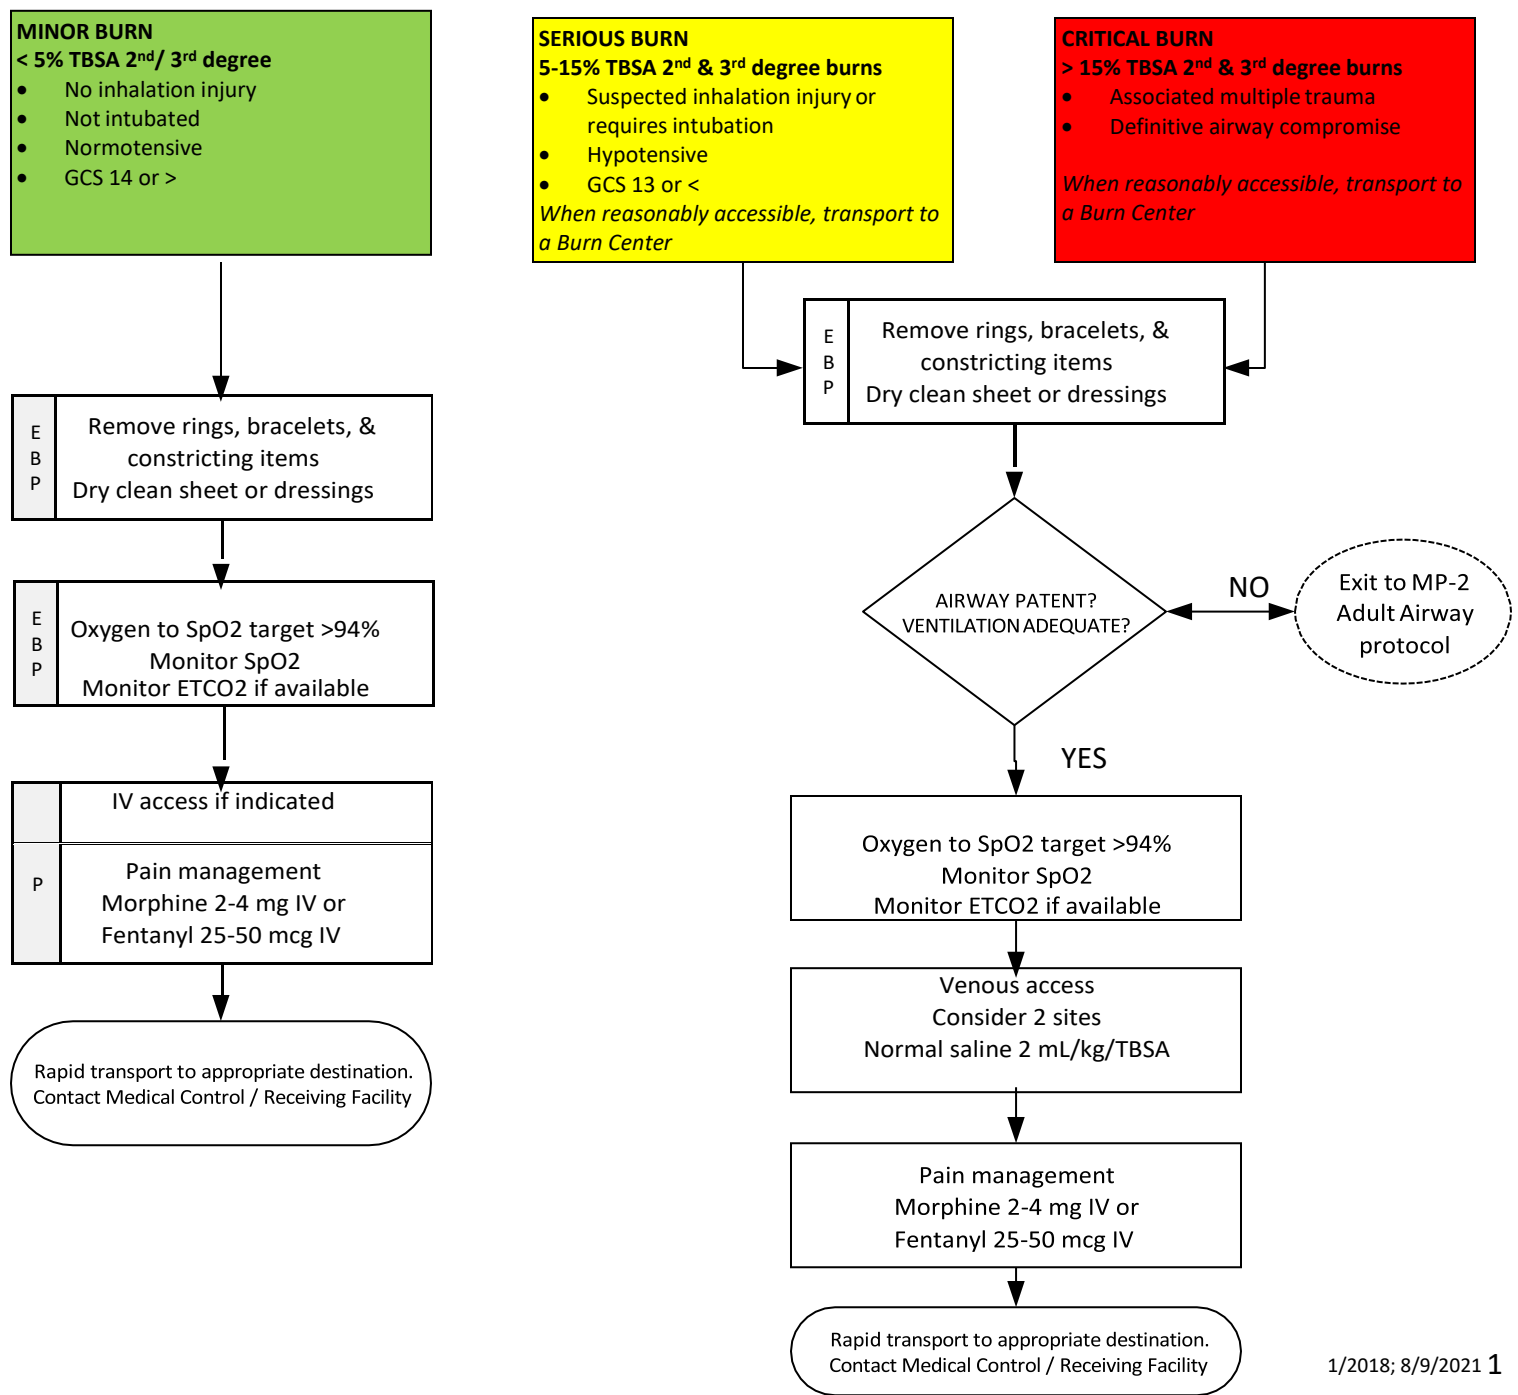 MINOR BURN
< 5% TBSA 2nd/ 3rd degree
• No inhalation injury
• Not intubated
• Normotensive
• GCS 14 or >
SERIOUS BURN
5-15% TBSA 2nd & 3rd degree burns
• Suspected inhalation injury or
requires intubation
• Hypotensive
• GCS 13 or <
When reasonably accessible, transport to
a Burn Center
CRITICAL BURN
> 15% TBSA 2nd & 3rd degree burns
• Associated multiple trauma
• Definitive airway compromise
When reasonably accessible, transport to
a Burn Center
E
B
P
Remove rings, bracelets, &
constricting items
Dry clean sheet or dressings
E
B
P
Oxygen to SpO2 target >94%
Monitor SpO2
Monitor ETCO2 if available
IV access if indicated
P
Pain management
Morphine 2-4 mg IV or
Fentanyl 25-50 mcg IV
Rapid transport to appropriate destination.
Contact Medical Control / Receiving Facility
E
B
P
Remove rings, bracelets, &
constricting items
Dry clean sheet or dressings
AIRWAY PATENT?
VENTILATION ADEQUATE?
NO
Exit to MP-2
Adult Airway
protocol
YES
Oxygen to SpO2 target >94%
Monitor SpO2
Monitor ETCO2 if available
Venous access
Consider 2 sites
Normal saline 2 mL/kg/TBSA
Pain management
Morphine 2-4 mg IV or
Fentanyl 25-50 mcg IV
Rapid transport to appropriate destination.
Contact Medical Control / Receiving Facility
1/2018; 8/9/2021 1